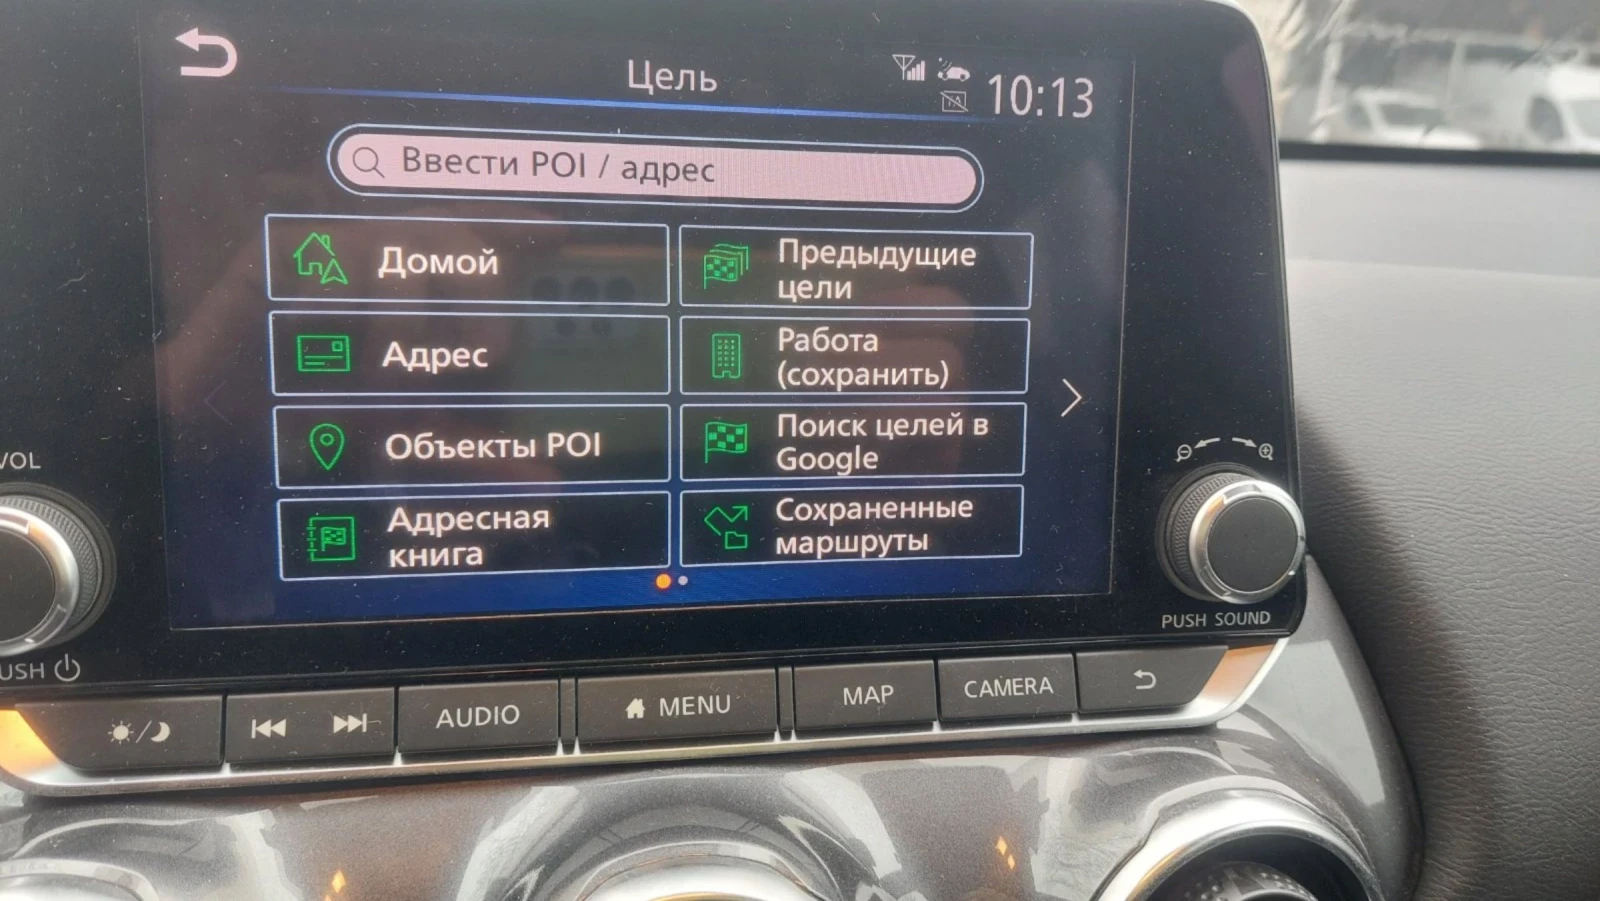 Цель
TA
10:13
Ввести POI / адрес
Домой
Предыдущие
цели
Адрес
Работа
(сохранить)
Объекты POI
Поиск целей в
Google
Адресная
книга
Сохраненные
маршруты
VOL
PUSH SOUND
AUDIO
MENU
MAP
CAMERA